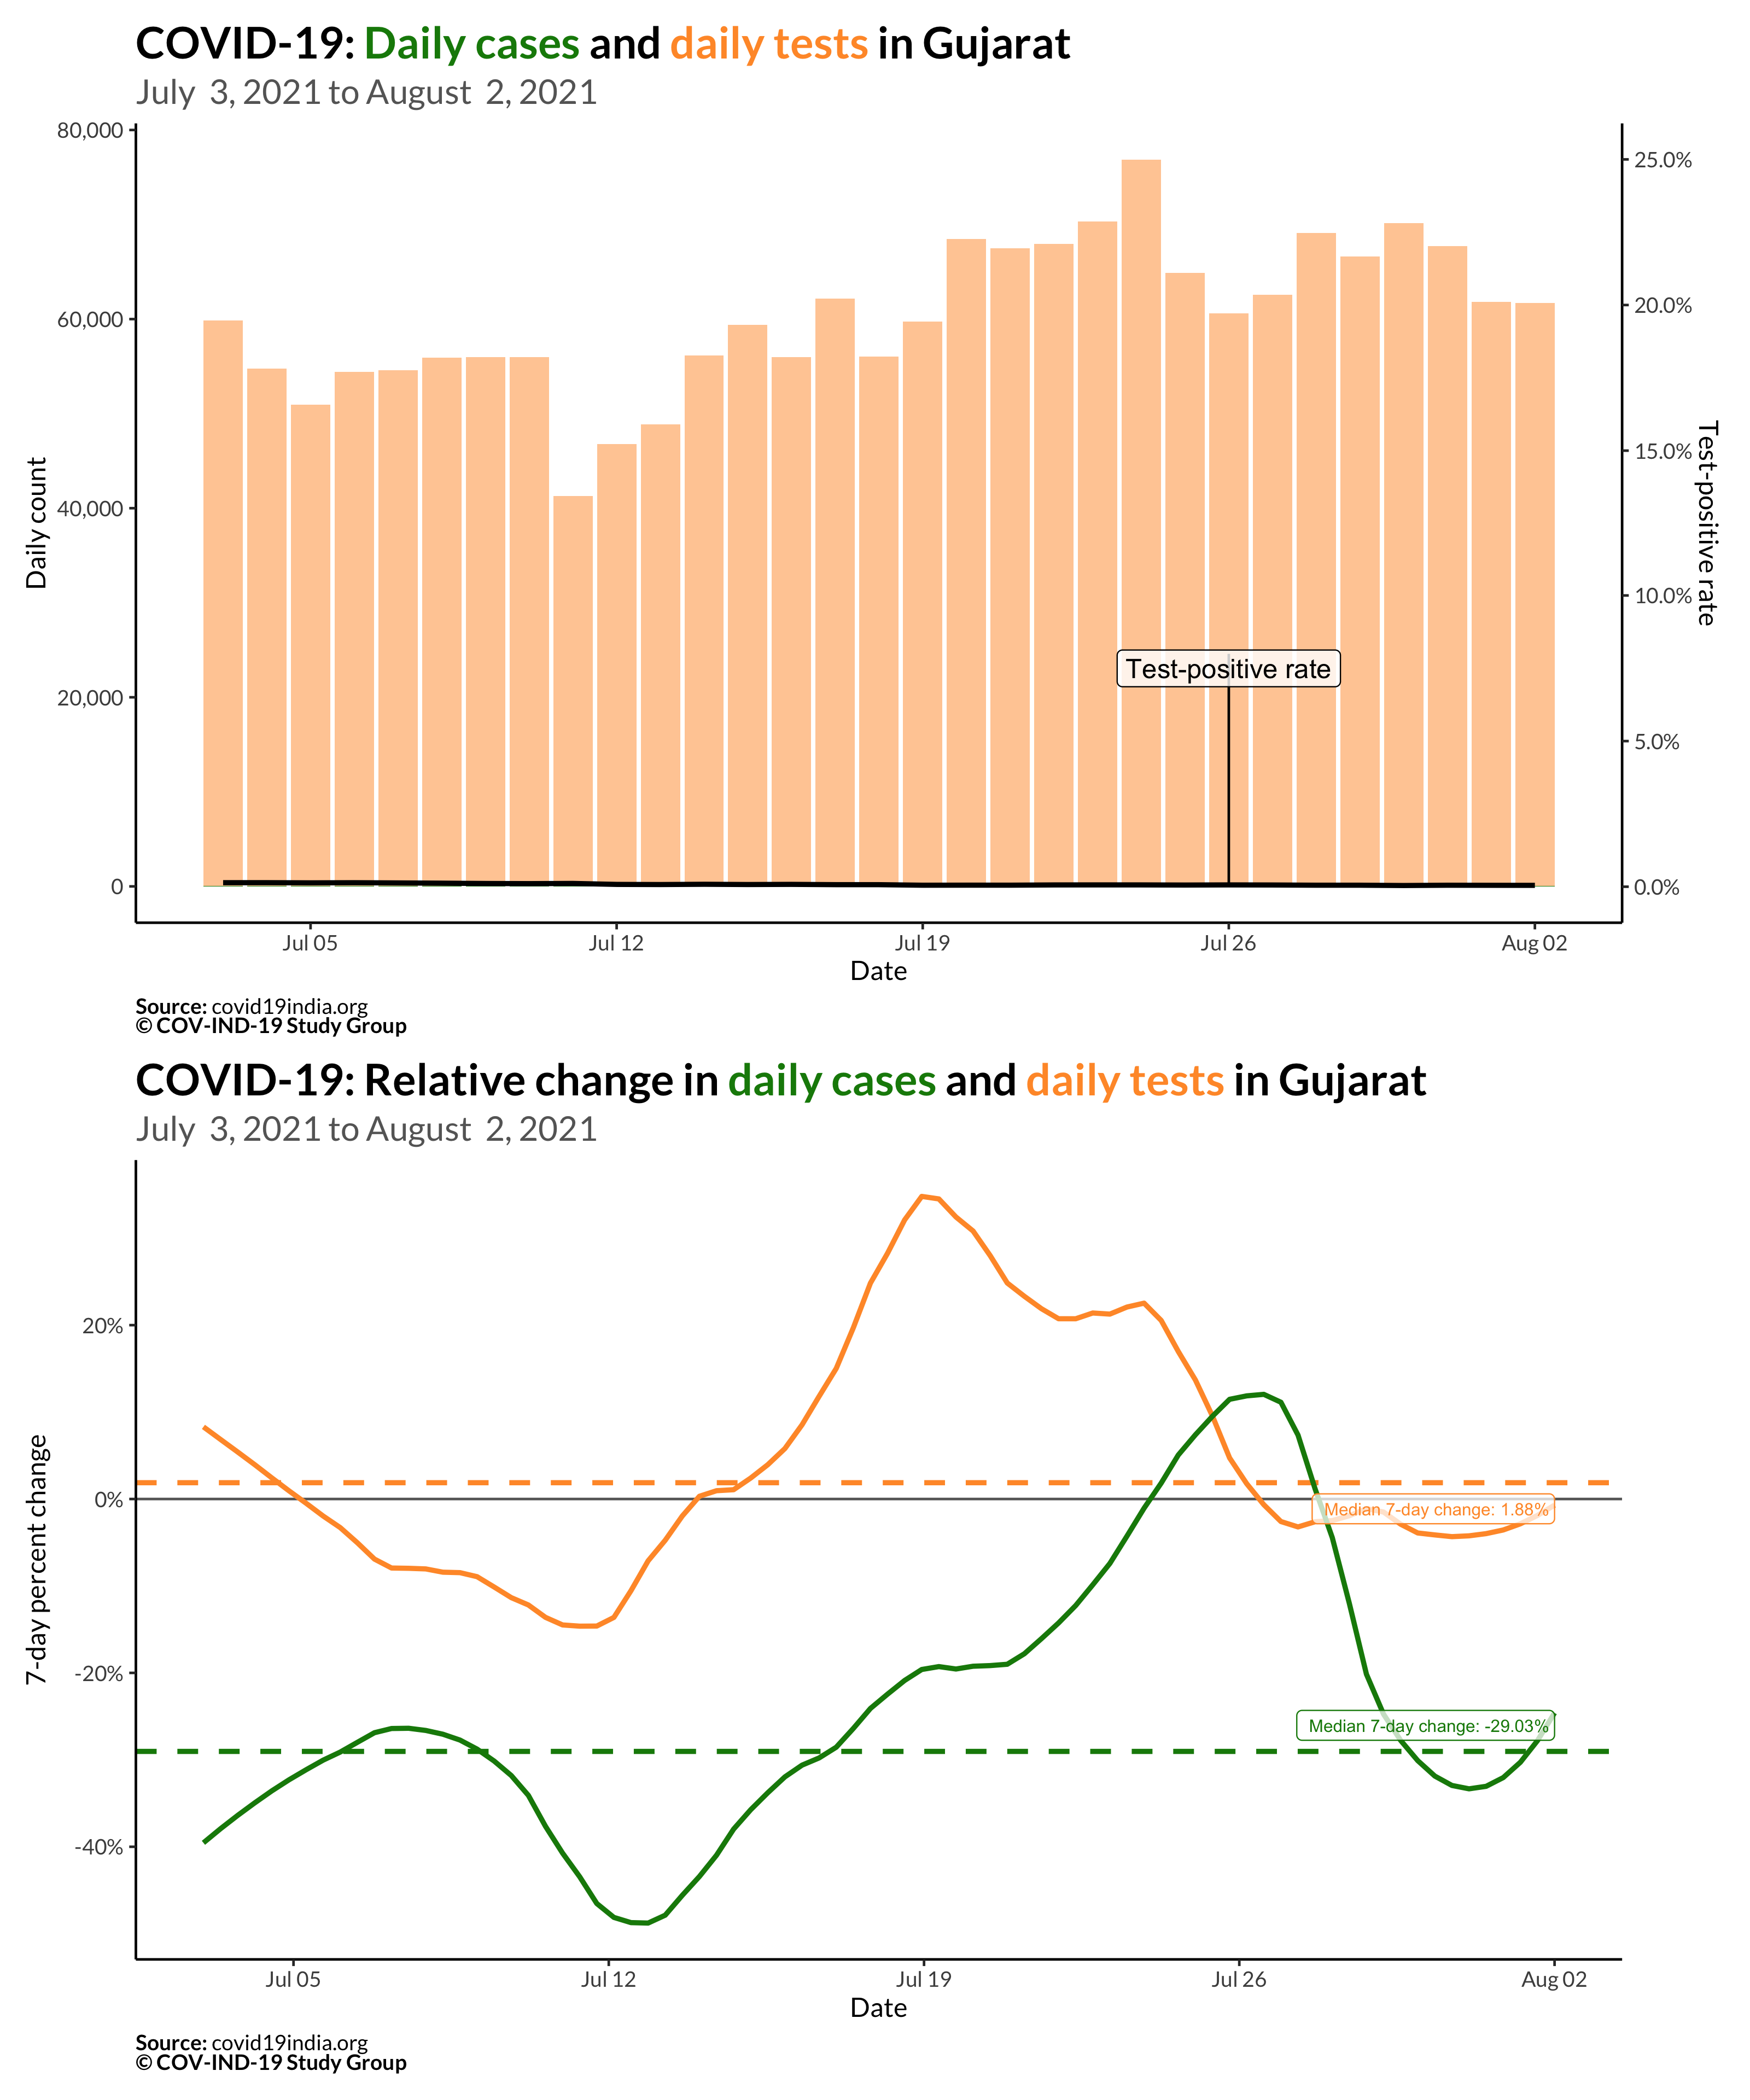 COVID-19: Daily cases and daily tests in Gujarat
July 3, 2021 to August 2, 2021
80,000
60,000
40,000
20,000
0
Daily count
25.0%
20.0%
15.0%
10.0%
5.0%
0.0%
Test-positive rate
Test-positive rate
Jul 05
Jul 12
Jul 19
Jul 26
Aug 02
Date
Source: covid19india.org
© COV-IND-19 Study Group
COVID-19: Relative change in daily cases and daily tests in Gujarat
July 3, 2021 to August 2, 2021
20%
0%
-20%
-40%
7-day percent change
Median 7-day change: 1.88%
Median 7-day change: -29.03%
Jul 05
Jul 12
Jul 19
Jul 26
Aug 02
Date
Source: covid19india.org
© COV-IND-19 Study Group